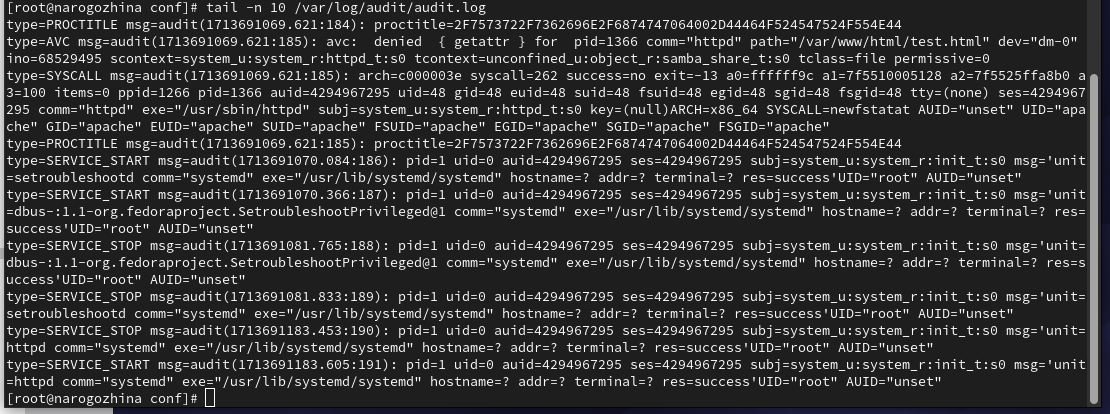 [root@narogozhina conf]# tail -n 10 /var/log/audit/audit.log
type=PROCTITLE msg=audit(1713691069.621:184): proctitle=2F7573722F7362696E2F6874747064002D44464F524547524F554E44
type=AVC msg=audit(1713691069.621:185): avc:  denied  { getattr } for  pid=1366 comm="httpd" path="/var/www/html/test.html" dev="dm-0"
ino=68529495 scontext=system_u:system_r:httpd_t:s0 tcontext=unconfined_u:object_r:samba_share_t:s0 tclass=file permissive=0
type=SYSCALL msg=audit(1713691069.621:185): arch=c000003e syscall=262 success=no exit=-13 a0=ffffff9c a1=7f5510005128 a2=7f5525ffa8b0 a
3=100 items=0 ppid=1266 pid=1366 auid=4294967295 uid=48 gid=48 euid=48 suid=48 fsuid=48 egid=48 sgid=48 fsgid=48 tty=(none) ses=4294967
295 comm="httpd" exe="/usr/sbin/httpd" subj=system_u:system_r:httpd_t:s0 key=(null)ARCH=x86_64 SYSCALL=newfstatat AUID="unset" UID="apa
che" GID="apache" EUID="apache" SUID="apache" FSUID="apache" EGID="apache" SGID="apache" FSGID="apache"
type=PROCTITLE msg=audit(1713691069.621:185): proctitle=2F7573722F7362696E2F6874747064002D44464F524547524F554E44
type=SERVICE_START msg=audit(1713691070.084:186): pid=1 uid=0 auid=4294967295 ses=4294967295 subj=system_u:system_r:init_t:s0 msg='unit
=setroubleshootd comm="systemd" exe="/usr/lib/systemd/systemd" hostname=? addr=? terminal=? res=success'UID="root" AUID="unset"
type=SERVICE_START msg=audit(1713691070.366:187): pid=1 uid=0 auid=4294967295 ses=4294967295 subj=system_u:system_r:init_t:s0 msg='unit
=dbus-:1.1-org.fedoraproject.SetroubleshootPrivileged@1 comm="systemd" exe="/usr/lib/systemd/systemd" hostname=? addr=? terminal=? res=
success'UID="root" AUID="unset"
type=SERVICE_STOP msg=audit(1713691081.765:188): pid=1 uid=0 auid=4294967295 ses=4294967295 subj=system_u:system_r:init_t:s0 msg='unit=
dbus-:1.1-org.fedoraproject.SetroubleshootPrivileged@1 comm="systemd" exe="/usr/lib/systemd/systemd" hostname=? addr=? terminal=? res=s
uccess'UID="root" AUID="unset"
type=SERVICE_STOP msg=audit(1713691081.833:189): pid=1 uid=0 auid=4294967295 ses=4294967295 subj=system_u:system_r:init_t:s0 msg='unit=
setroubleshootd comm="systemd" exe="/usr/lib/systemd/systemd" hostname=? addr=? terminal=? res=success'UID="root" AUID="unset"
type=SERVICE_STOP msg=audit(1713691183.453:190): pid=1 uid=0 auid=4294967295 ses=4294967295 subj=system_u:system_r:init_t:s0 msg='unit=
httpd comm="systemd" exe="/usr/lib/systemd/systemd" hostname=? addr=? terminal=? res=success'UID="root" AUID="unset"
type=SERVICE_START msg=audit(1713691183.605:191): pid=1 uid=0 auid=4294967295 ses=4294967295 subj=system_u:system_r:init_t:s0 msg='unit
=httpd comm="systemd" exe="/usr/lib/systemd/systemd" hostname=? addr=? terminal=? res=success'UID="root" AUID="unset"
[root@narogozhina conf]#